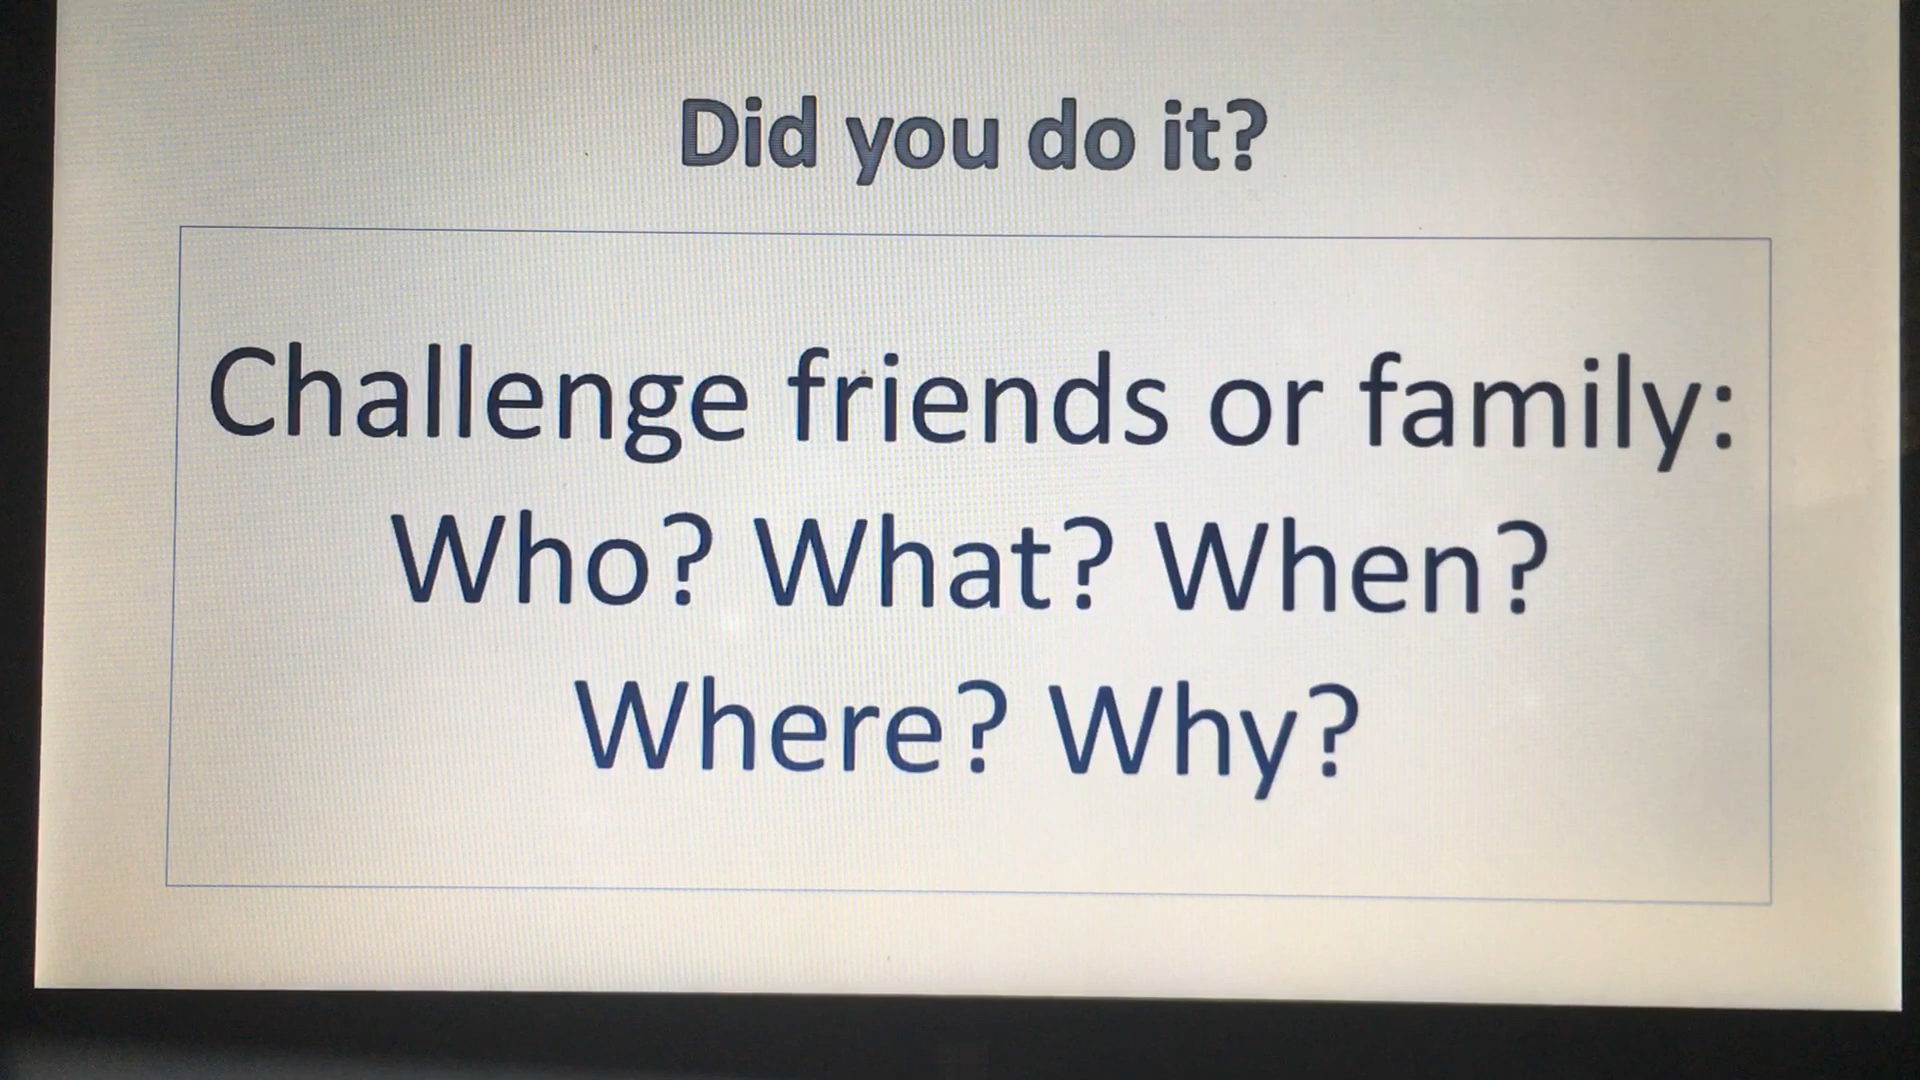 Did you do it?
Challenge friends or family:
Who? What? When?
Where? Why?